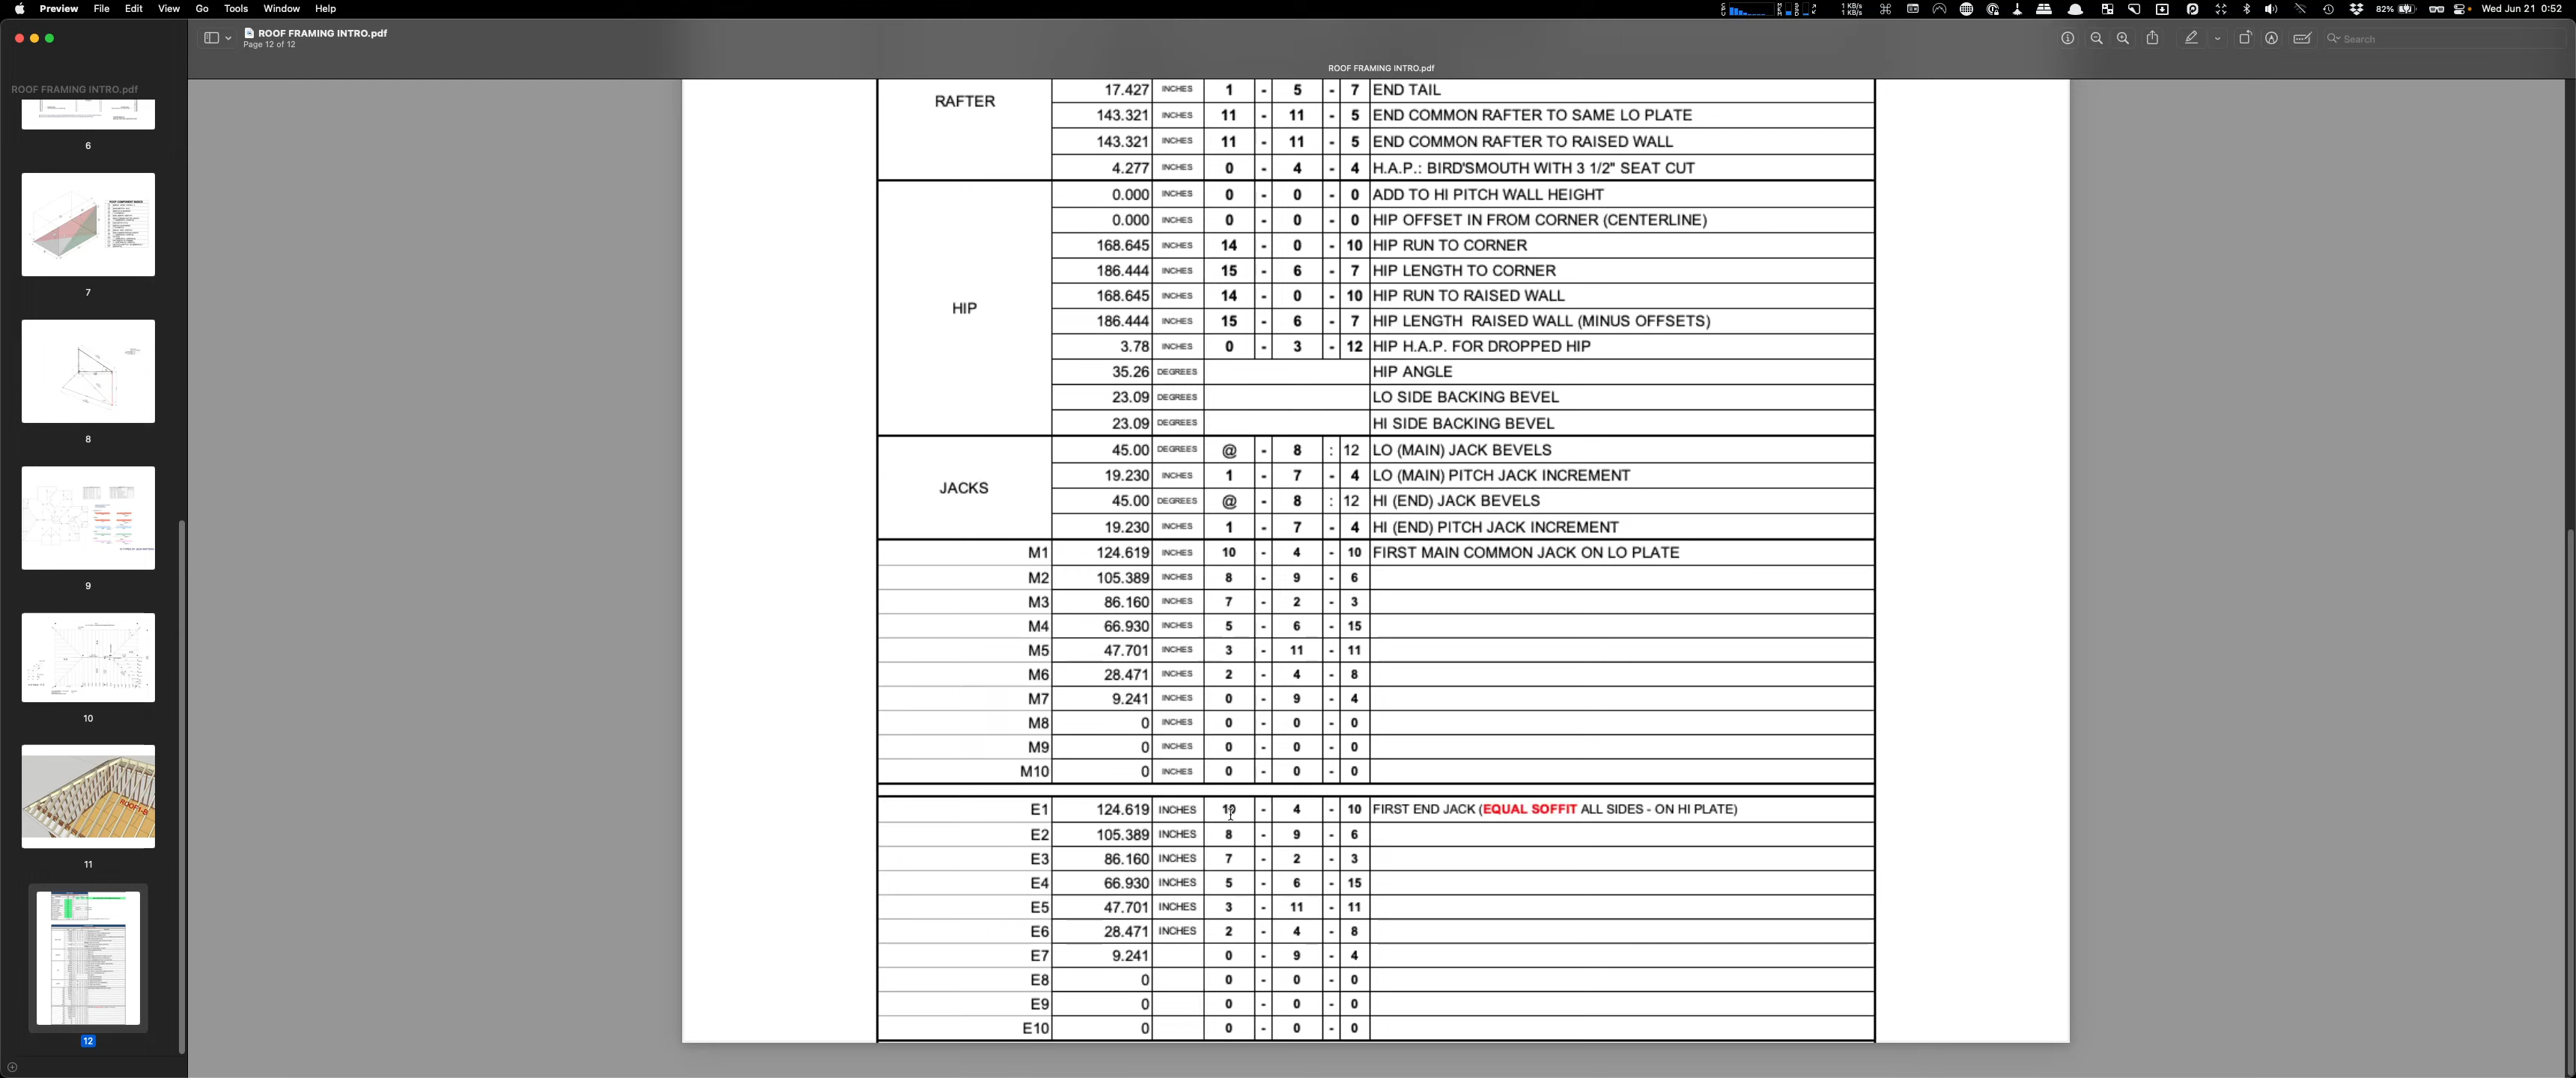 Preview File Edit View Go Tools Window Help
1 KB/s
1 KB/s
82% Wed Jun 21 0:52
ROOF FRAMING INTRO.pdf
Page 12 of 12
Search
ROOF FRAMING INTRO.pdf
ROOF FRAMING INTRO.pdf
6
7
8
9
10
11
12
RAFTER
17.427 INCHES 1 - 5 - 7 END TAIL
143.321 INCHES 11 - 11 - 5 END COMMON RAFTER TO SAME LO PLATE
143.321 INCHES 11 - 11 - 5 END COMMON RAFTER TO RAISED WALL
4.277 INCHES 0 - 4 - 4 H.A.P.: BIRD'SMOUTH WITH 3 1/2" SEAT CUT
HIP
0.000 INCHES 0 - 0 - 0 ADD TO HI PITCH WALL HEIGHT
0.000 INCHES 0 - 0 - 0 HIP OFFSET IN FROM CORNER (CENTERLINE)
168.645 INCHES 14 - 0 - 10 HIP RUN TO CORNER
186.444 INCHES 15 - 6 - 7 HIP LENGTH TO CORNER
168.645 INCHES 14 - 0 - 10 HIP RUN TO RAISED WALL
186.444 INCHES 15 - 6 - 7 HIP LENGTH RAISED WALL (MINUS OFFSETS)
3.78 INCHES 0 - 3 - 12 HIP H.A.P. FOR DROPPED HIP
35.26 DEGREES HIP ANGLE
23.09 DEGREES LO SIDE BACKING BEVEL
23.09 DEGREES HI SIDE BACKING BEVEL
JACKS
45.00 DEGREES @ - 8 : 12 LO (MAIN) JACK BEVELS
19.230 INCHES 1 - 7 - 4 LO (MAIN) PITCH JACK INCREMENT
45.00 DEGREES @ - 8 : 12 HI (END) JACK BEVELS
19.230 INCHES 1 - 7 - 4 HI (END) PITCH JACK INCREMENT
M1 124.619 INCHES 10 - 4 - 10 FIRST MAIN COMMON JACK ON LO PLATE
M2 105.389 INCHES 8 - 9 - 6
M3 86.160 INCHES 7 - 2 - 3
M4 66.930 INCHES 5 - 6 - 15
M5 47.701 INCHES 3 - 11 - 11
M6 28.471 INCHES 2 - 4 - 8
M7 9.241 INCHES 0 - 9 - 4
M8 0 INCHES 0 - 0 - 0
M9 0 INCHES 0 - 0 - 0
M10 0 INCHES 0 - 0 - 0
E1 124.619 INCHES 10 - 4 - 10 FIRST END JACK (EQUAL SOFFIT ALL SIDES - ON HI PLATE)
E2 105.389 INCHES 8 - 9 - 6
E3 86.160 INCHES 7 - 2 - 3
E4 66.930 INCHES 5 - 6 - 15
E5 47.701 INCHES 3 - 11 - 11
E6 28.471 INCHES 2 - 4 - 8
E7 9.241 0 - 9 - 4
E8 0 0 - 0 - 0
E9 0 0 - 0 - 0
E10 0 0 - 0 - 0